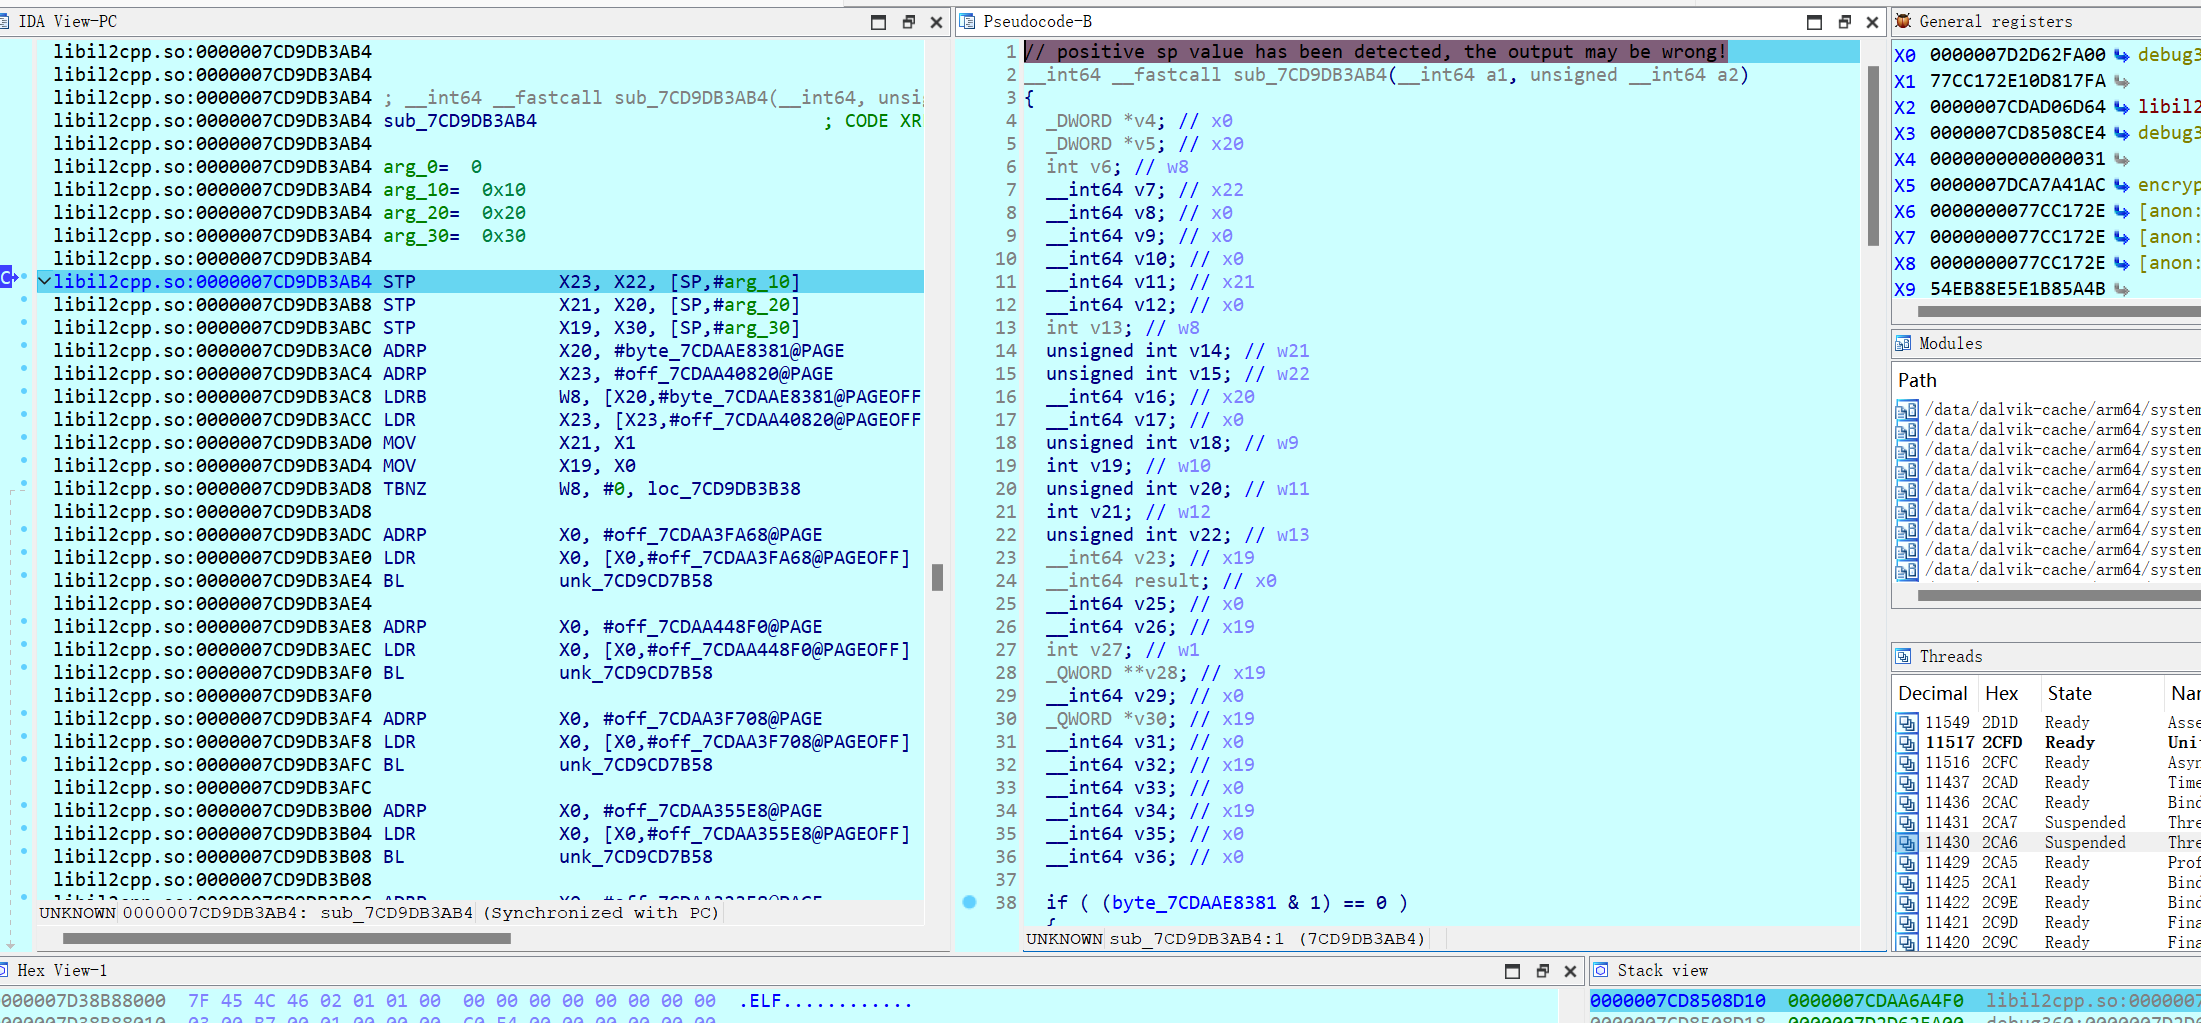 IDA View-PC
libil2cpp.so:0000007CD9DB3AB4
libil2cpp.so:0000007CD9DB3AB4
libil2cpp.so:0000007CD9DB3AB4 ; __int64 __fastcall sub_7CD9DB3AB4(__int64, unsi
libil2cpp.so:0000007CD9DB3AB4 sub_7CD9DB3AB4 ; CODE XR
libil2cpp.so:0000007CD9DB3AB4
libil2cpp.so:0000007CD9DB3AB4 arg_0= 0
libil2cpp.so:0000007CD9DB3AB4 arg_10= 0x10
libil2cpp.so:0000007CD9DB3AB4 arg_20= 0x20
libil2cpp.so:0000007CD9DB3AB4 arg_30= 0x30
libil2cpp.so:0000007CD9DB3AB4
libil2cpp.so:0000007CD9DB3AB4 STP X23, X22, [SP,#arg_10]
libil2cpp.so:0000007CD9DB3AB8 STP X21, X20, [SP,#arg_20]
libil2cpp.so:0000007CD9DB3ABC STP X19, X30, [SP,#arg_30]
libil2cpp.so:0000007CD9DB3AC0 ADRP X20, #byte_7CDAAE8381@PAGE
libil2cpp.so:0000007CD9DB3AC4 ADRP X23, #off_7CDAA40820@PAGE
libil2cpp.so:0000007CD9DB3AC8 LDRB W8, [X20,#byte_7CDAAE8381@PAGEOFF
libil2cpp.so:0000007CD9DB3ACC LDR X23, [X23,#off_7CDAA40820@PAGEOFF
libil2cpp.so:0000007CD9DB3AD0 MOV X21, X1
libil2cpp.so:0000007CD9DB3AD4 MOV X19, X0
libil2cpp.so:0000007CD9DB3AD8 TBNZ W8, #0, loc_7CD9DB3B38
libil2cpp.so:0000007CD9DB3AD8
libil2cpp.so:0000007CD9DB3ADC ADRP X0, #off_7CDAA3FA68@PAGE
libil2cpp.so:0000007CD9DB3AE0 LDR X0, [X0,#off_7CDAA3FA68@PAGEOFF]
libil2cpp.so:0000007CD9DB3AE4 BL unk_7CD9CD7B58
libil2cpp.so:0000007CD9DB3AE4
libil2cpp.so:0000007CD9DB3AE8 ADRP X0, #off_7CDAA448F0@PAGE
libil2cpp.so:0000007CD9DB3AEC LDR X0, [X0,#off_7CDAA448F0@PAGEOFF]
libil2cpp.so:0000007CD9DB3AF0 BL unk_7CD9CD7B58
libil2cpp.so:0000007CD9DB3AF0
libil2cpp.so:0000007CD9DB3AF4 ADRP X0, #off_7CDAA3F708@PAGE
libil2cpp.so:0000007CD9DB3AF8 LDR X0, [X0,#off_7CDAA3F708@PAGEOFF]
libil2cpp.so:0000007CD9DB3AFC BL unk_7CD9CD7B58
libil2cpp.so:0000007CD9DB3AFC
libil2cpp.so:0000007CD9DB3B00 ADRP X0, #off_7CDAA355E8@PAGE
libil2cpp.so:0000007CD9DB3B04 LDR X0, [X0,#off_7CDAA355E8@PAGEOFF]
libil2cpp.so:0000007CD9DB3B08 BL unk_7CD9CD7B58
libil2cpp.so:0000007CD9DB3B08
UNKNOWN 0000007CD9DB3AB4: sub_7CD9DB3AB4 (Synchronized with PC)
Pseudocode-B
1 // positive sp value has been detected, the output may be wrong!
2 __int64 __fastcall sub_7CD9DB3AB4(__int64 a1, unsigned __int64 a2)
3 {
4 _DWORD *v4; // x0
5 _DWORD *v5; // x20
6 int v6; // w8
7 __int64 v7; // x22
8 __int64 v8; // x0
9 __int64 v9; // x0
10 __int64 v10; // x0
11 __int64 v11; // x21
12 __int64 v12; // x0
13 int v13; // w8
14 unsigned int v14; // w21
15 unsigned int v15; // w22
16 __int64 v16; // x20
17 __int64 v17; // x0
18 unsigned int v18; // w9
19 int v19; // w10
20 unsigned int v20; // w11
21 int v21; // w12
22 unsigned int v22; // w13
23 __int64 v23; // x19
24 __int64 result; // x0
25 __int64 v25; // x0
26 __int64 v26; // x19
27 int v27; // w1
28 _QWORD **v28; // x19
29 __int64 v29; // x0
30 _QWORD *v30; // x19
31 __int64 v31; // x0
32 __int64 v32; // x19
33 __int64 v33; // x0
34 __int64 v34; // x19
35 __int64 v35; // x0
36 __int64 v36; // x0
37
38 if ( (byte_7CDAAE8381 & 1) == 0 )
UNKNOWN sub_7CD9DB3AB4:1 (7CD9DB3AB4)
General registers
X0 0000007D2D62FA00 debug3
X1 77CC172E10D817FA
X2 0000007CDAD06D64 libil2
X3 0000007CD8508CE4 debug3
X4 0000000000000031
X5 0000007DCA7A41AC encryp
X6 0000000077CC172E [anon:
X7 0000000077CC172E [anon:
X8 0000000077CC172E [anon:
X9 54EB88E5E1B85A4B
Modules
Path
/data/dalvik-cache/arm64/system
/data/dalvik-cache/arm64/system
/data/dalvik-cache/arm64/system
/data/dalvik-cache/arm64/system
/data/dalvik-cache/arm64/system
/data/dalvik-cache/arm64/system
/data/dalvik-cache/arm64/system
/data/dalvik-cache/arm64/system
/data/dalvik-cache/arm64/system
Threads
Decimal Hex State Na
11549 2D1D Ready Asse
11517 2CFD Ready Uni
11516 2CFC Ready Asyn
11437 2CAD Ready Time
11436 2CAC Ready Bind
11431 2CA7 Suspended Thre
11430 2CA6 Suspended Thre
11429 2CA5 Ready Prof
11425 2CA1 Ready Bind
11422 2C9E Ready Bind
11421 2C9D Ready Fina
11420 2C9C Ready Fina
Hex View-1
000007D38B88000 7F 45 4C 46 02 01 01 00 00 00 00 00 00 00 00 00 .ELF............
Stack view
0000007CD8508D10 0000007CDAA6A4F0 libil2cpp.so:0000007